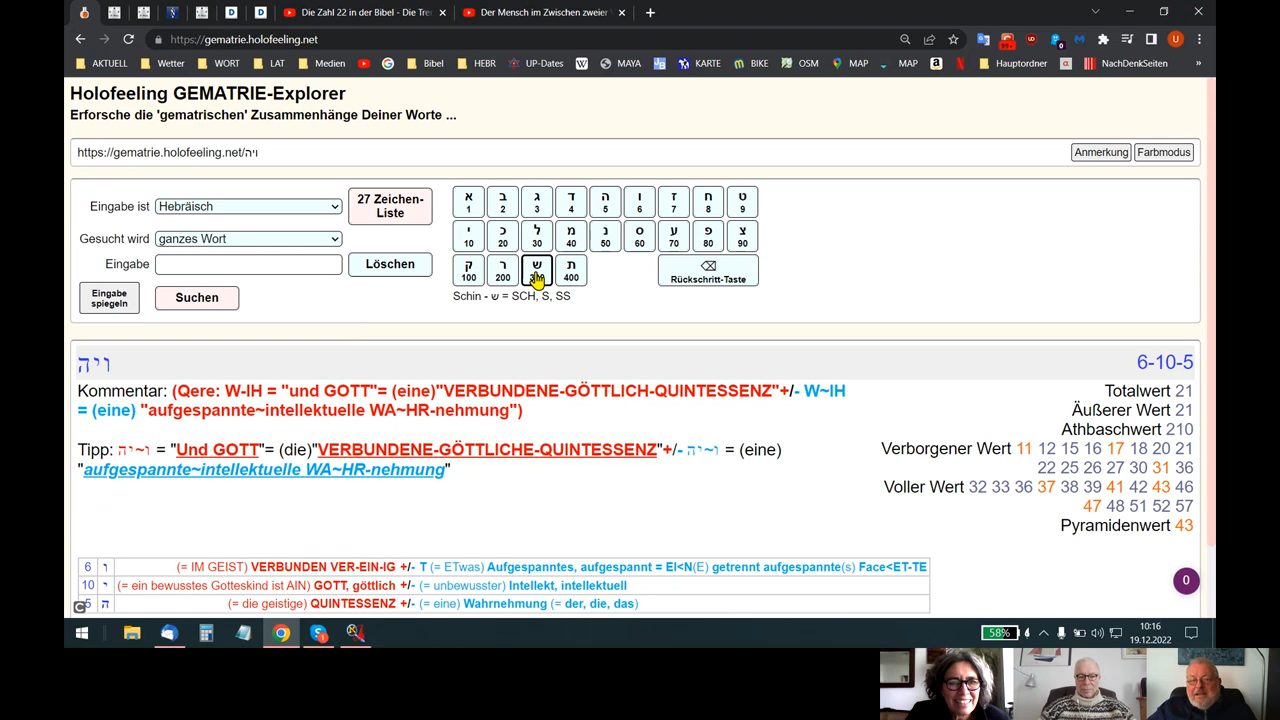 Die Zahl 22 in der Bibel - Die Tre
Der Mensch im Zwischen zweier
https://gematrie.holofeeling.net
AKTUELL Wetter WORT LAT Medien Bibel HEBR UP-Dates MAYA KARTE BIKE OSM MAP MAP Hauptordner NachDenkSeiten »
Holofeeling GEMATRIE-Explorer
Erforsche die 'gematrischen' Zusammenhänge Deiner Worte ...
https://gematrie.holofeeling.net/ויה
Anmerkung Farbmodus
Eingabe ist Hebräisch
27 Zeichen-Liste
Gesucht wird ganzes Wort
Eingabe
Löschen
Eingabe spiegeln
Suchen
א ב ג ד ה ו ז ח ט
1 2 3 4 5 6 7 8 9
י כ ל מ נ ס ע פ צ
10 20 30 40 50 60 70 80 90
ק ר ש ת
100 200 400
Rückschritt-Taste
Schin - ש = SCH, S, SS
ויה 6-10-5
Kommentar: (Qere: W-IH = "und GOTT"= (eine)"VERBUNDENE-GÖTTLICH-QUINTESSENZ"+/- W~IH
= (eine) "aufgespannte~intellektuelle WA~HR-nehmung")
Tipp: ו~יה = "Und GOTT"= (die)"VERBUNDENE-GÖTTLICHE-QUINTESSENZ"+/- ו~יה = (eine)
"aufgespannte~intellektuelle WA~HR-nehmung"
Totalwert 21
Äußerer Wert 21
Athbaschwert 210
Verborgener Wert 11 12 15 16 17 18 20 21
22 25 26 27 30 31 36
Voller Wert 32 33 36 37 38 39 41 42 43 46
47 48 51 52 57
Pyramidenwert 43
6 ו (= IM GEIST) VERBUNDEN VER-EIN-IG +/- T (= ETwas) Aufgespanntes, aufgespannt = EI<N(E) getrennt aufgespannte(s) Face<ET-TE
10 י (= ein bewusstes Gotteskind ist AIN) GOTT, göttlich +/- (= unbewusster) Intellekt, intellektuell
5 ה (= die geistige) QUINTESSENZ +/- (= eine) Wahrnehmung (= der, die, das)
0
58%
10:16
19.12.2022